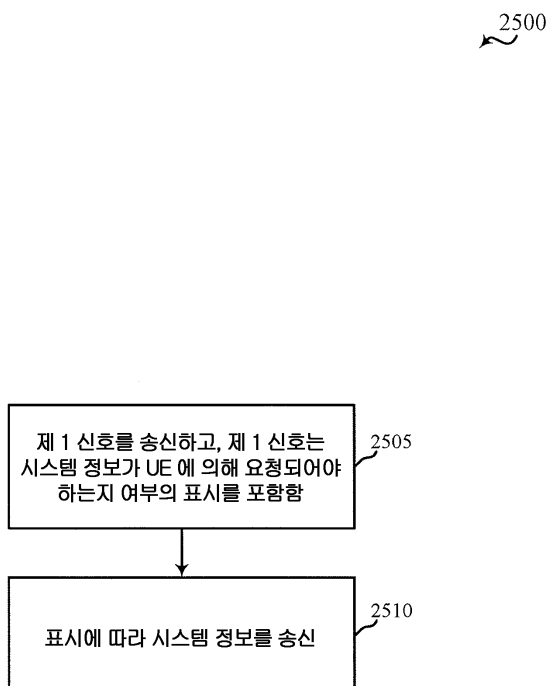 2500
제 1 신호를 송신하고, 제 1 신호는
시스템 정보가 UE 에 의해 요청되어야
하는지 여부의 표시를 포함함
2505
표시에 따라 시스템 정보를 송신
2510